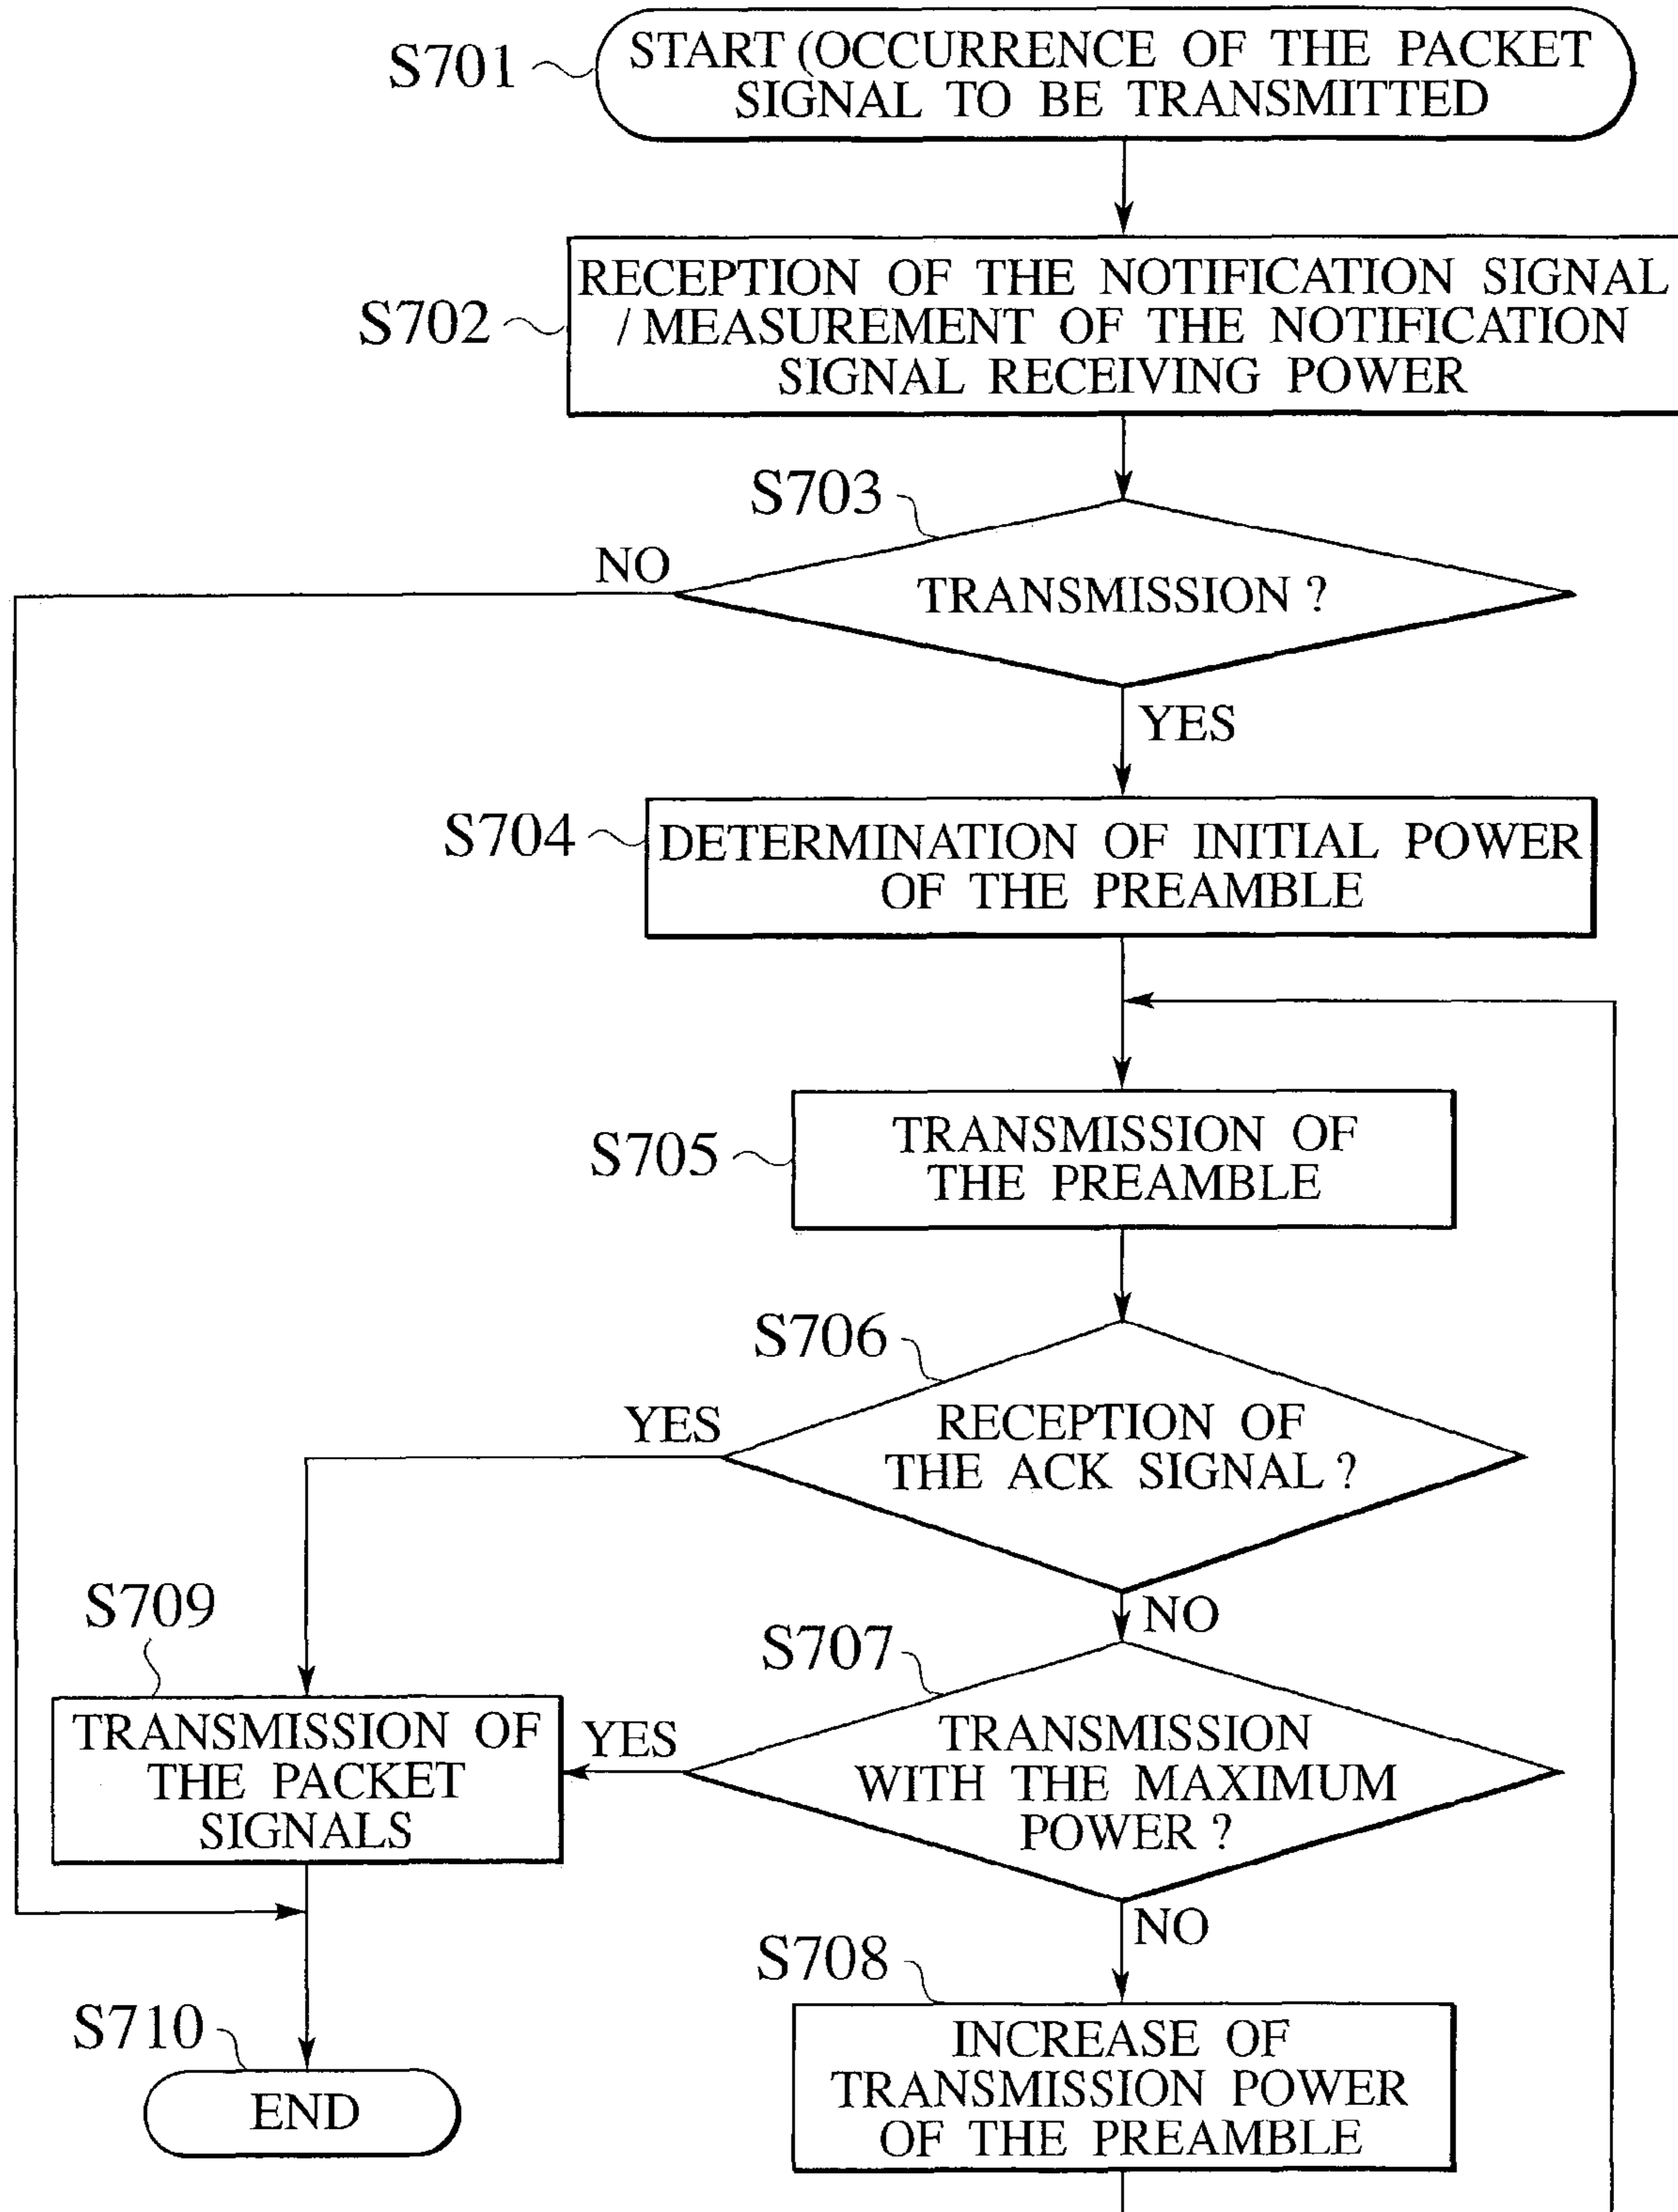 S701
START (OCCURRENCE OF THE PACKET
SIGNAL TO BE TRANSMITTED
S702
RECEPTION OF THE NOTIFICATION SIGNAL
/ MEASUREMENT OF THE NOTIFICATION
SIGNAL RECEIVING POWER
S703
NO
TRANSMISSION ?
YES
S704
DETERMINATION OF INITIAL POWER
OF THE PREAMBLE
S705
TRANSMISSION OF
THE PREAMBLE
S706
YES
RECEPTION OF
THE ACK SIGNAL ?
NO
S709
TRANSMISSION OF
THE PACKET
SIGNALS
S707
YES
TRANSMISSION
WITH THE MAXIMUM
POWER ?
NO
S708
INCREASE OF
TRANSMISSION POWER
OF THE PREAMBLE
S710
END